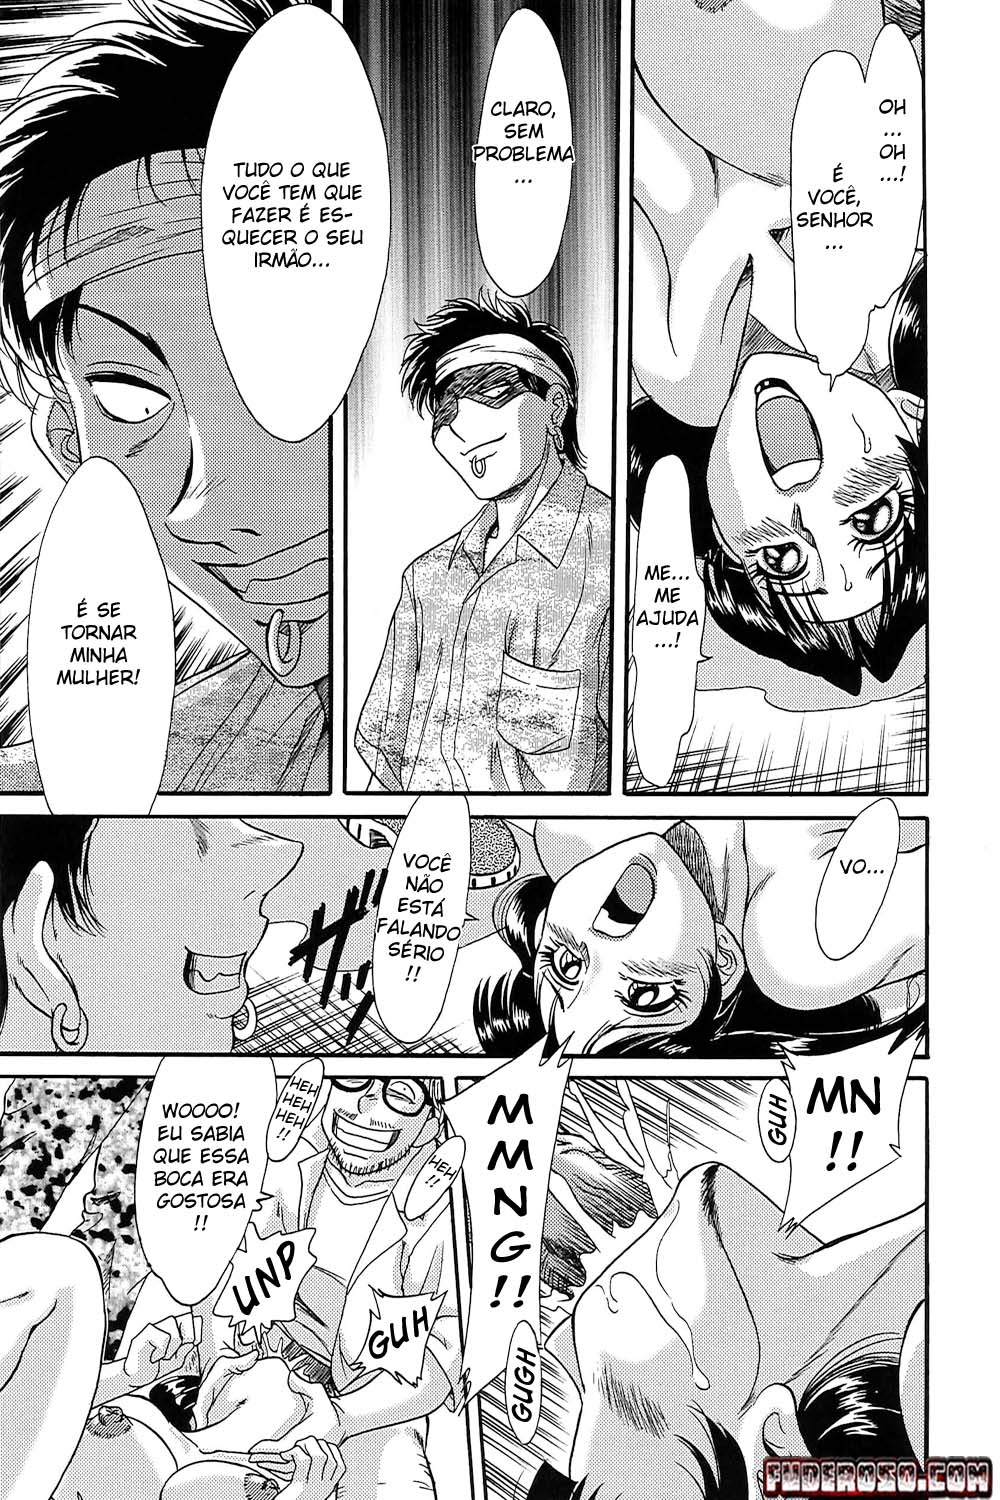 OH
...
OH
...!
É
VOCÊ,
SENHOR
...
ME...
ME
AJUDA
...!
CLARO,
SEM
PROBLEMA
...
TUDO O QUE
VOCÊ TEM QUE
FAZER É ES-
QUECER O SEU
IRMÃO...
É SE
TORNAR
MINHA
MULHER!
VO...
VOCÊ
NÃO
ESTÁ
FALANDO
SÉRIO
!!
MN
!!
GUH
MMNG!!
GUGH
HEH
HEH
HEH
!!
HEH
!!
WOOOO!
EU SABIA
QUE ESSA
BOCA ERA
GOSTOSA
!!
UNP
GUH
FUDEROSO.COM